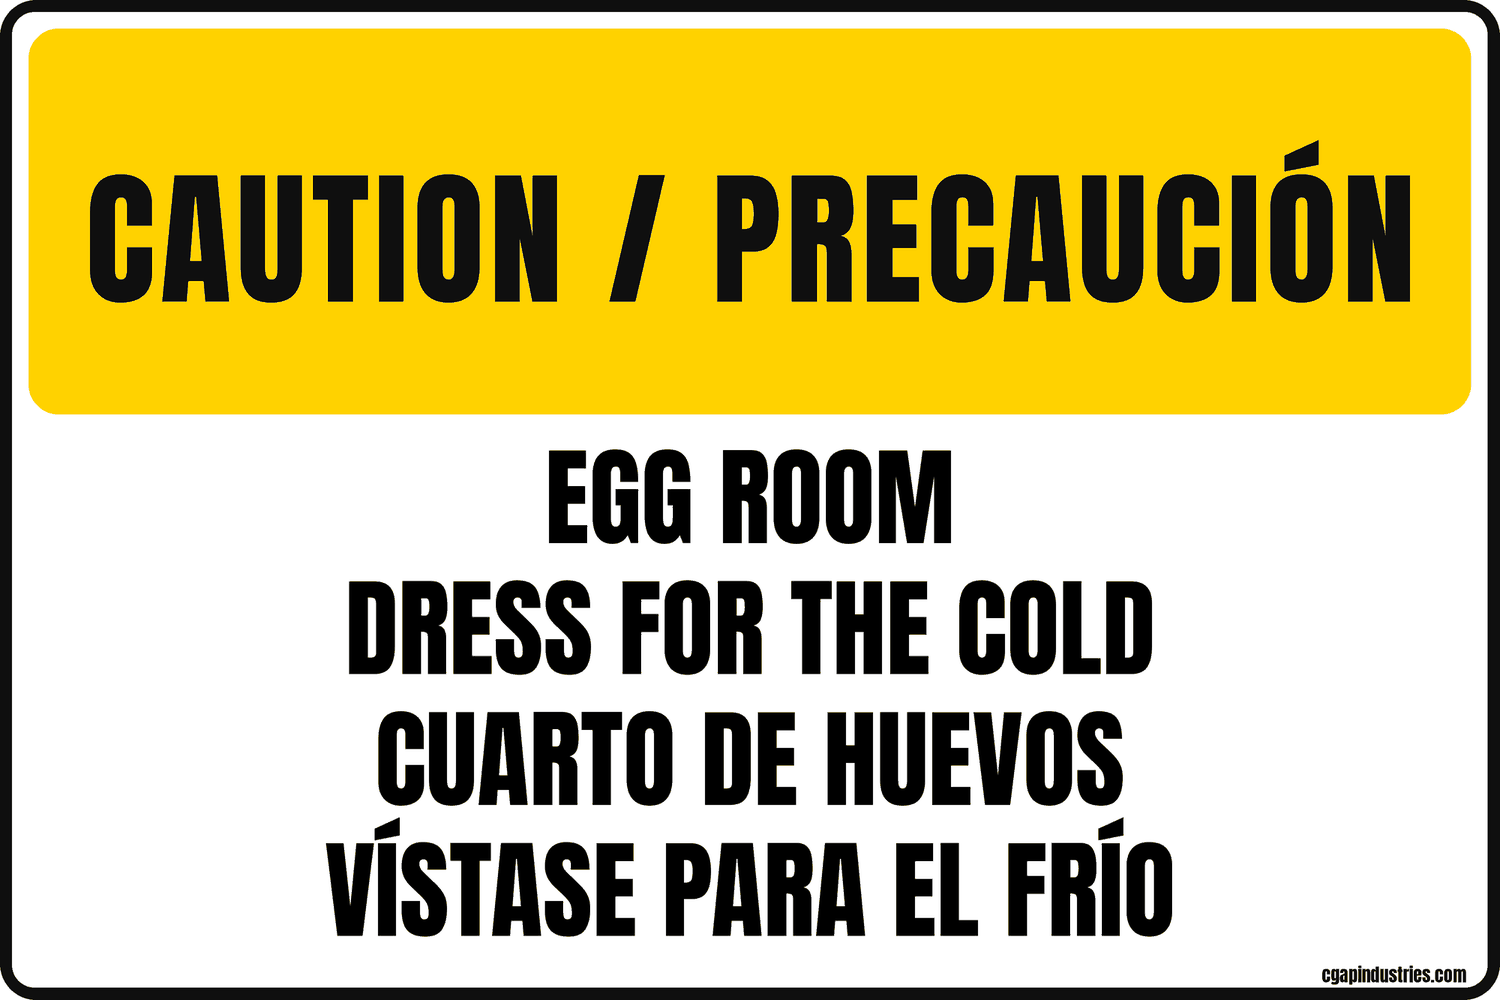 CAUTION / PRECAUCIÓN
EGG ROOM
DRESS FOR THE COLD
CUARTO DE HUEVOS
VÍSTASE PARA EL FRÍO
cgapindustries.com